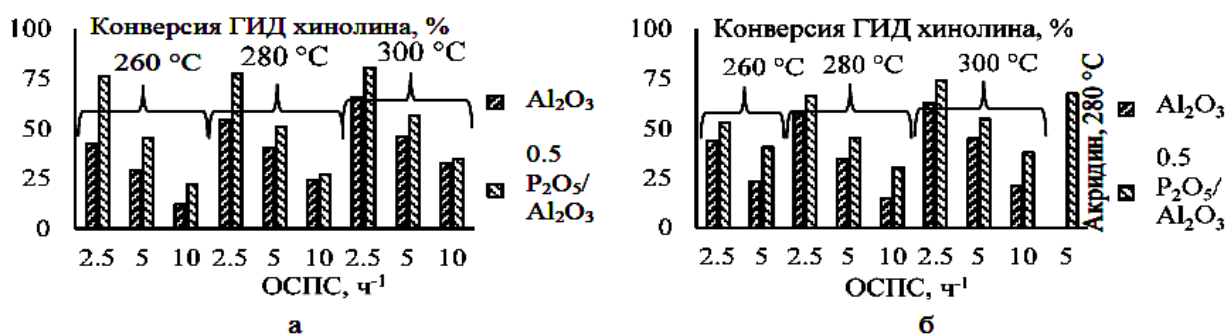 Конверсия ГИД хинолина, %
100
75
50
25
0
260 °C
280 °C
300 °C
2.5 5 10 2.5 5 10 2.5 5 10
ОСПС, ч⁻¹
Al₂O₃
0.5
P₂O₅/
Al₂O₃
а
Конверсия ГИД хинолина, %
100
75
50
25
0
260 °C
280 °C
300 °C
Акридин, 280 °C
2.5 5 2.5 5 10 2.5 5 10 5
ОСПС, ч⁻¹
Al₂O₃
0.5
P₂O₅/
Al₂O₃
б